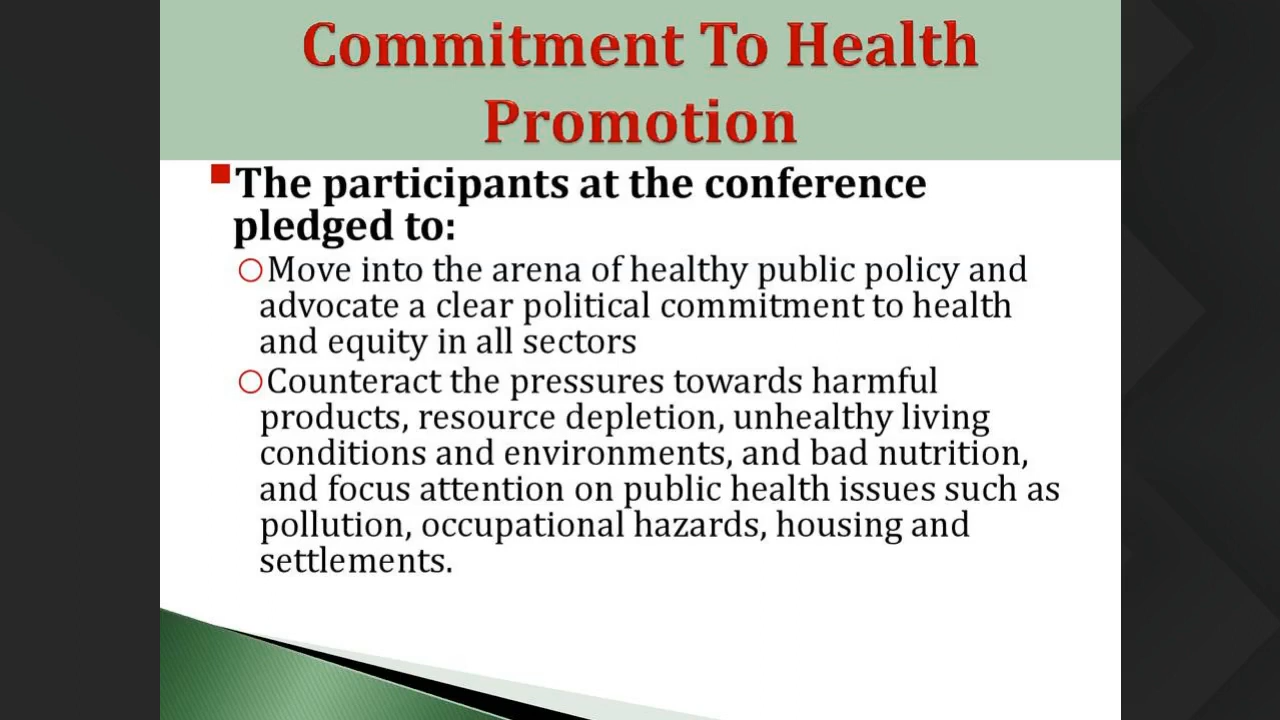 Commitment To Health
Promotion
The participants at the conference
pledged to:
Move into the arena of healthy public policy and
advocate a clear political commitment to health
and equity in all sectors
Counteract the pressures towards harmful
products, resource depletion, unhealthy living
conditions and environments, and bad nutrition,
and focus attention on public health issues such as
pollution, occupational hazards, housing and
settlements.